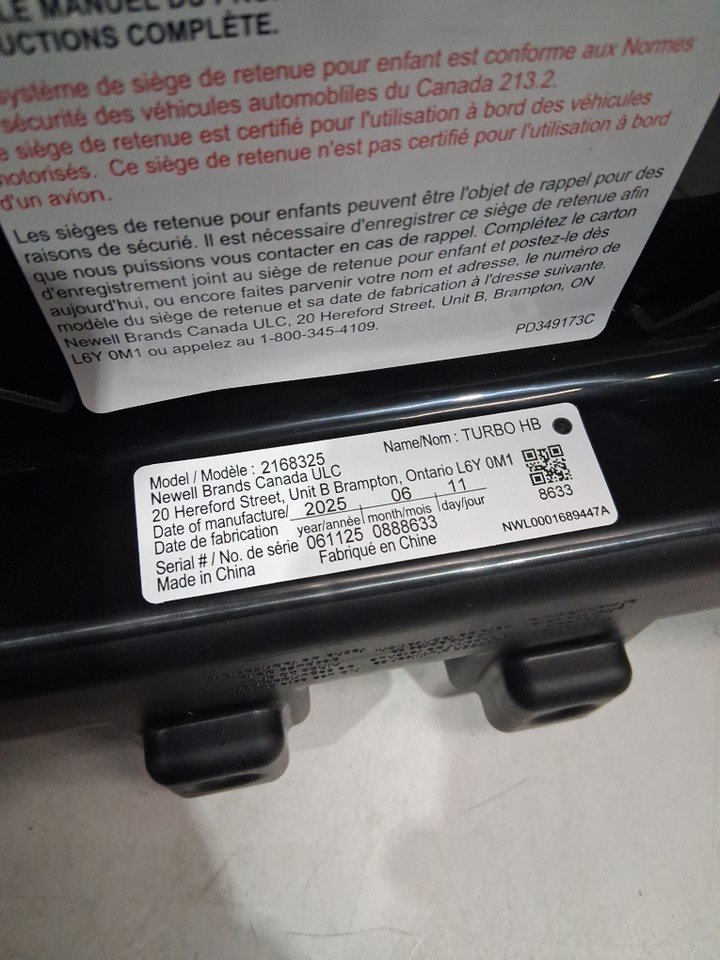 LE MANUEL DU
UCTIONS COMPLÈTE.
système de siège de retenue pour enfant est conforme aux Normes
sécurité des véhicules automobliles du Canada 213.2.
e siège de retenue est certifié pour l'utilisation à bord des véhicules
motorisés. Ce siège de retenue n'est pas certifié pour l'utilisation à bord
d'un avion.
Les sièges de retenue pour enfants peuvent être l'objet de rappel pour des
raisons de sécurié. Il est nécessaire d'enregistrer ce siège de retenue afin
que nous puissions vous contacter en cas de rappel. Complétez le carton
d'enregistrement joint au siège de retenue pour enfant et postez-le dès
aujourd'hui, ou encore faites parvenir votre nom et adresse, le numéro de
modèle du siège de retenue et sa date de fabrication à l'dresse suivante.
Newell Brands Canada ULC, 20 Hereford Street, Unit B, Brampton, ON
L6Y 0M1 ou appelez au 1-800-345-4109.
PD349173C
Model / Modèle : 2168325 Name/Nom : TURBO HB
Newell Brands Canada ULC
20 Hereford Street, Unit B Brampton, Ontario L6Y 0M1
Date of manufacture/ 2025 06 11
Date de fabrication year/annèe month/mois day/jour
8633
Serial # / No. de série 061125 0888633
Made in China Fabriqué en Chine
NWL0001689447A